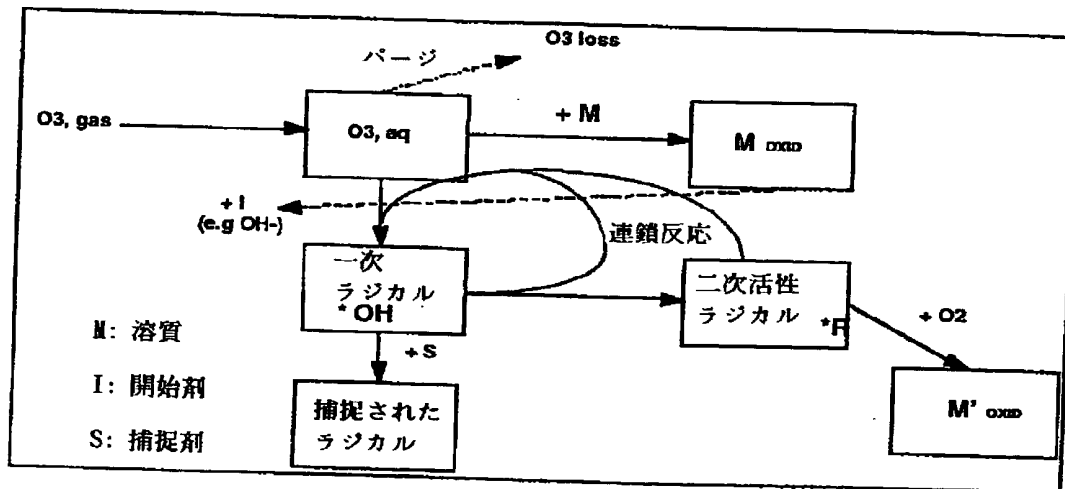 O3 loss
パージ
O3, gas
O3, aq
+ M
M OXID
+ I
(e.g OH-)
連鎖反応
一次
ラジカル
*OH
二次活性
ラジカル *R
+ O2
+ S
M: 溶質
I: 開始剤
S: 捕捉剤
捕捉された
ラジカル
M' OXID